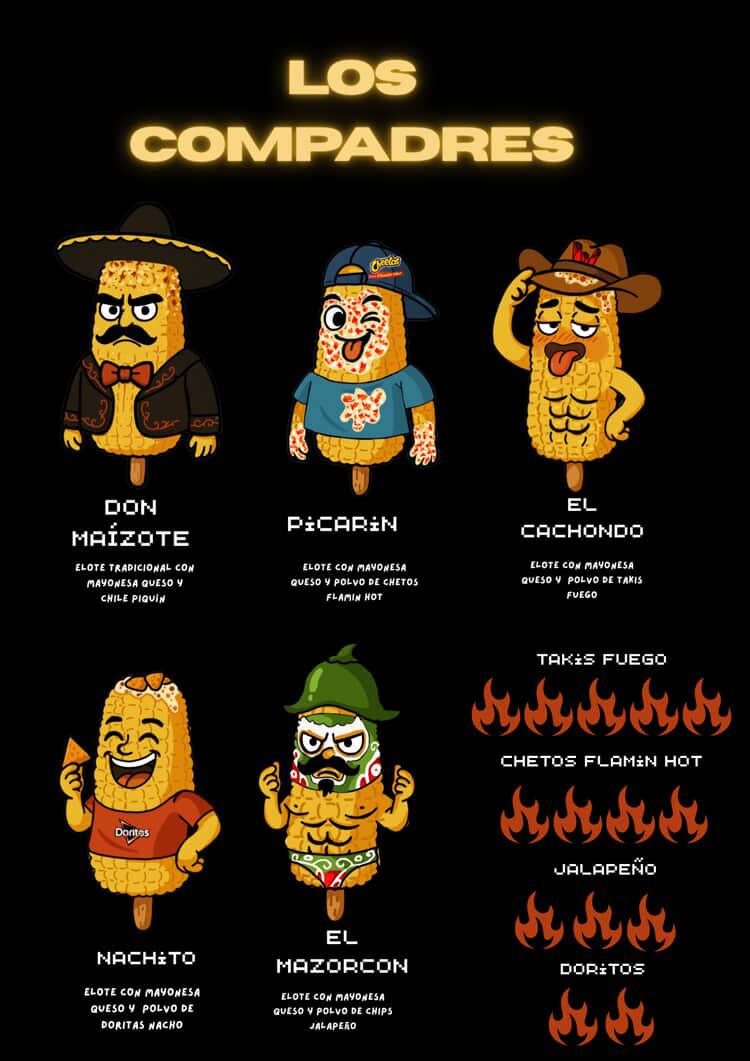 LOS
COMPADRES
Cheetos
DON
MAÍZOTE
ELOTE TRADICIONAL CON
MAYONESA QUESO Y
CHILE PIQUÍN
PICARIN
ELOTE CON MAYONESA
QUESO Y POLVO DE CHETOS
FLAMIN HOT
EL
CACHONDO
ELOTE CON MAYONESA
QUESO Y POLVO DE TAKIS
FUEGO
Doritos
NACHITO
ELOTE CON MAYONESA
QUESO Y POLVO DE
DORITAS NACHO
EL
MAZORCON
ELOTE CON MAYONESA
QUESO Y POLVO DE CHIPS
JALAPEÑO
TAKIS FUEGO
CHETOS FLAMIN HOT
JALAPEÑO
DORITOS